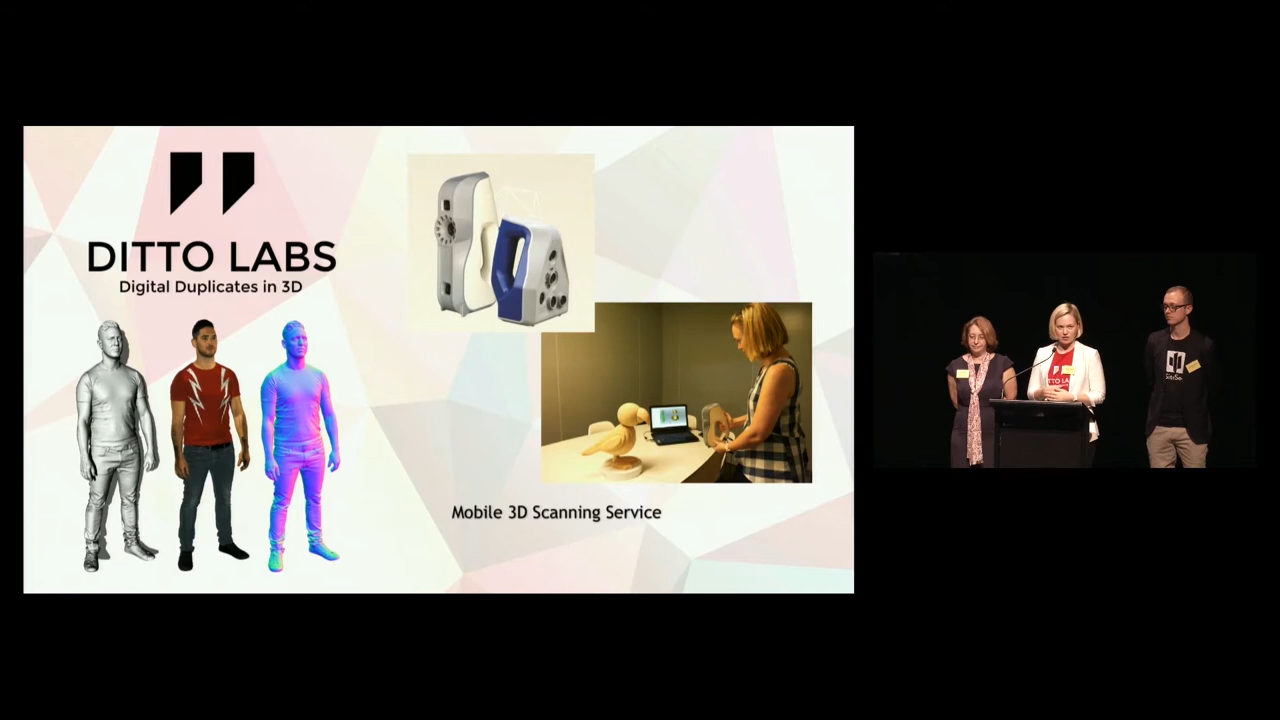 DITTO LABS
Digital Duplicates in 3D
Mobile 3D Scanning Service